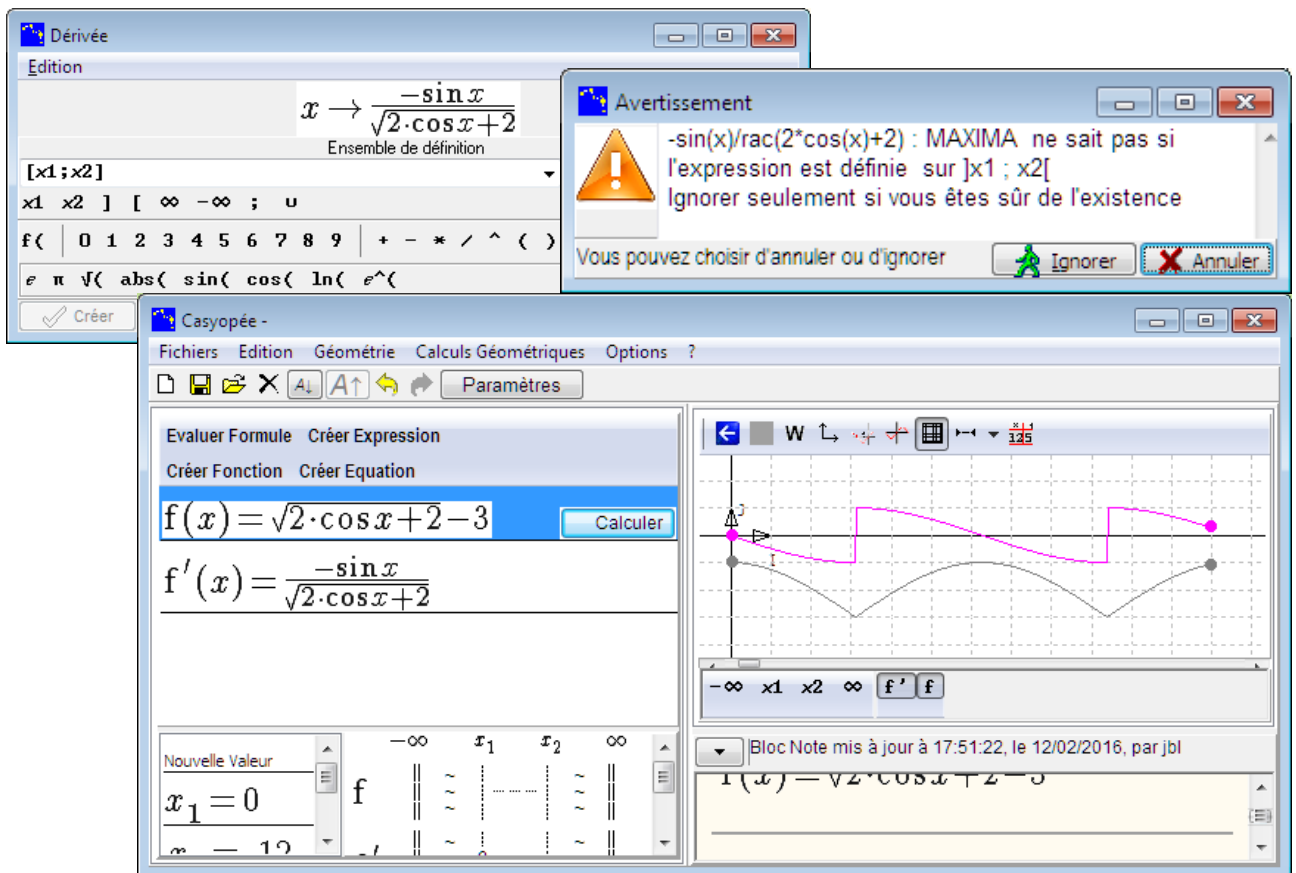 Dérivée
Edition
x → -sin x / √2·cos x+2
Ensemble de définition
[x1;x2]
x1 x2 ] [ ∞ -∞ ; ∪
f( 0 1 2 3 4 5 6 7 8 9 + - * / ^ ( )
e π √( abs( sin( cos( ln( e^(
Créer
Avertissement
-sin(x)/rac(2*cos(x)+2) : MAXIMA ne sait pas si
l'expression est définie sur ]x1 ; x2[
Ignorer seulement si vous êtes sûr de l'existence
Vous pouvez choisir d'annuler ou d'ignorer Ignorer Annuler
Casyopée -
Fichiers Edition Géométrie Calculs Géométriques Options ?
A↓ A↑ Paramètres
Evaluer Formule Créer Expression
Créer Fonction Créer Equation
f(x)=√2·cos x+2−3 Calculer
f′(x)= −sin x / √2·cos x+2
Nouvelle Valeur
x₁=0
−∞ x₁ x₂ ∞
f
W
125
J
I
-∞ x1 x2 ∞ f' f
Bloc Note mis à jour à 17:51:22, le 12/02/2016, par jbl
f(x)=√2·cos x+2−3